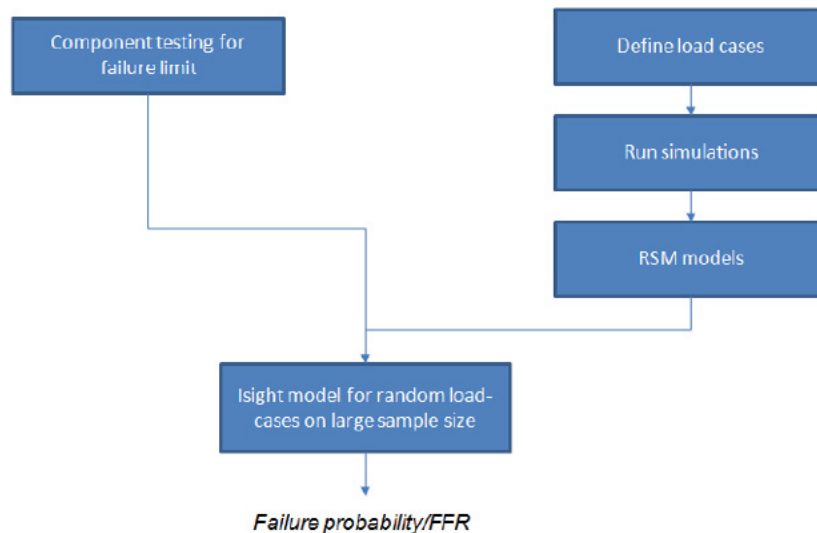 Component testing for
failure limit
Define load cases
Run simulations
RSM models
Isight model for random load-
cases on large sample size
Failure probability/FFR